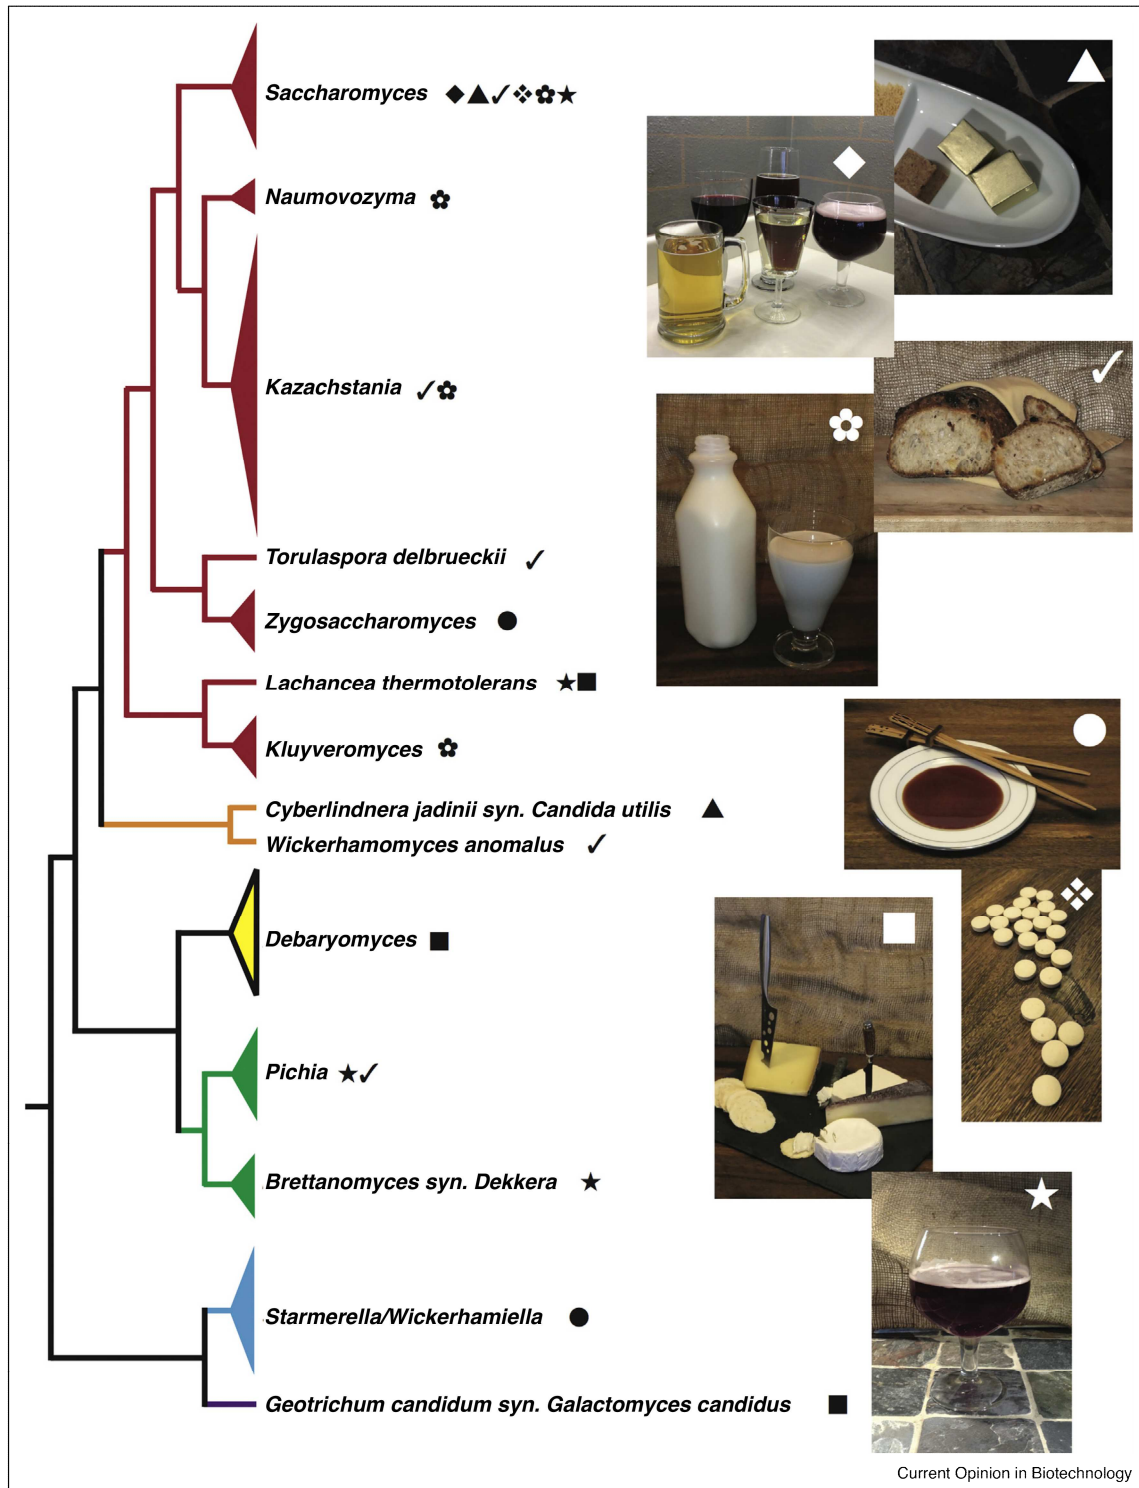 Saccharomyces ◆▲✓❖✿★
Naumovozyma ✿
Kazachstania ✓✿
Torulaspora delbrueckii ✓
Zygosaccharomyces ●
Lachancea thermotolerans ★■
Kluyveromyces ✿
Cyberlindnera jadinii syn. Candida utilis ▲
Wickerhamomyces anomalus ✓
Debaryomyces ■
Pichia ★✓
Brettanomyces syn. Dekkera ★
Starmerella/Wickerhamiella ●
Geotrichum candidum syn. Galactomyces candidus ■
Current Opinion in Biotechnology